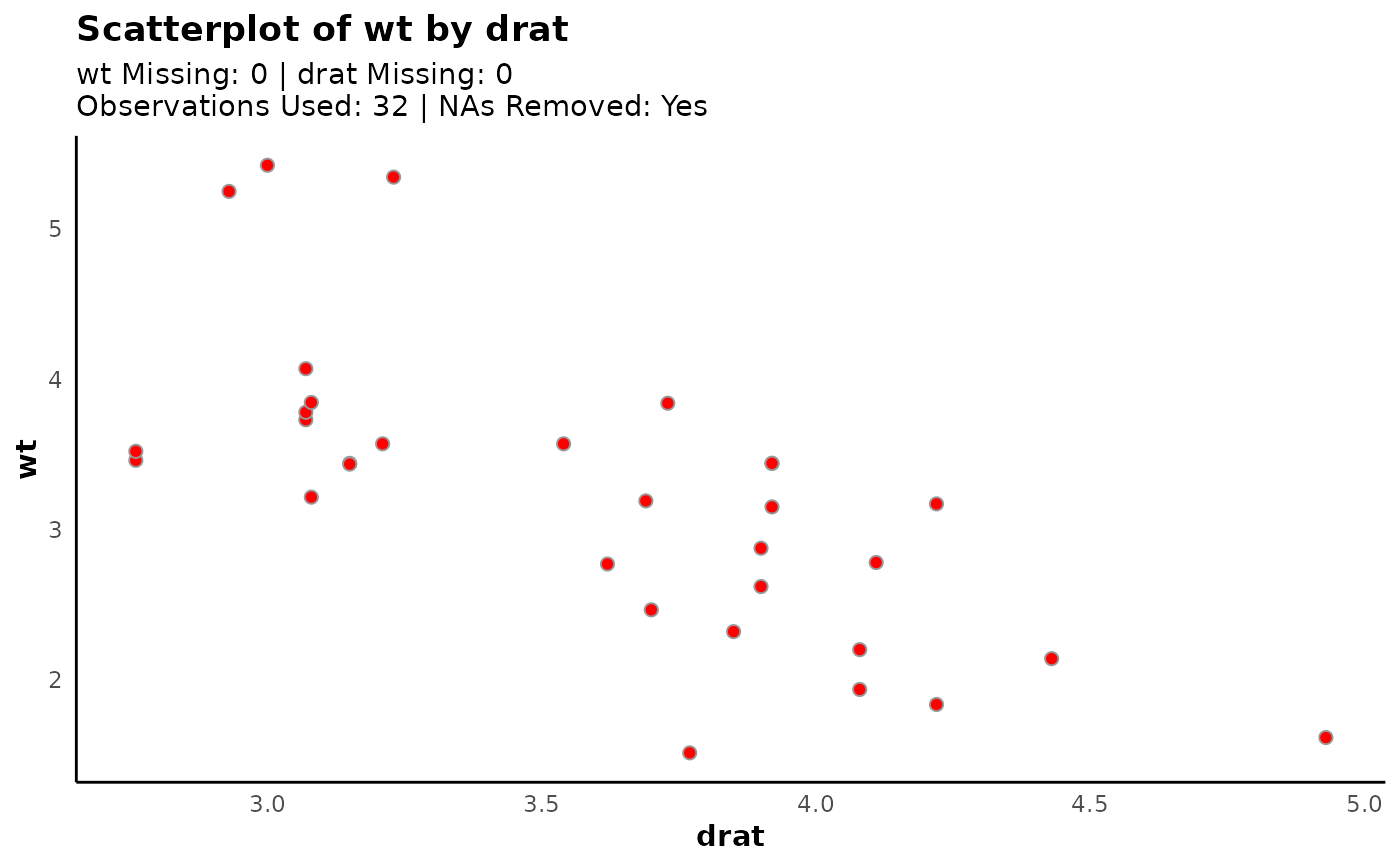 Scatterplot of wt by drat
wt Missing: 0 | drat Missing: 0
Observations Used: 32 | NAs Removed: Yes
5
4
3
2
wt
3.0 3.5 4.0 4.5 5.0
drat